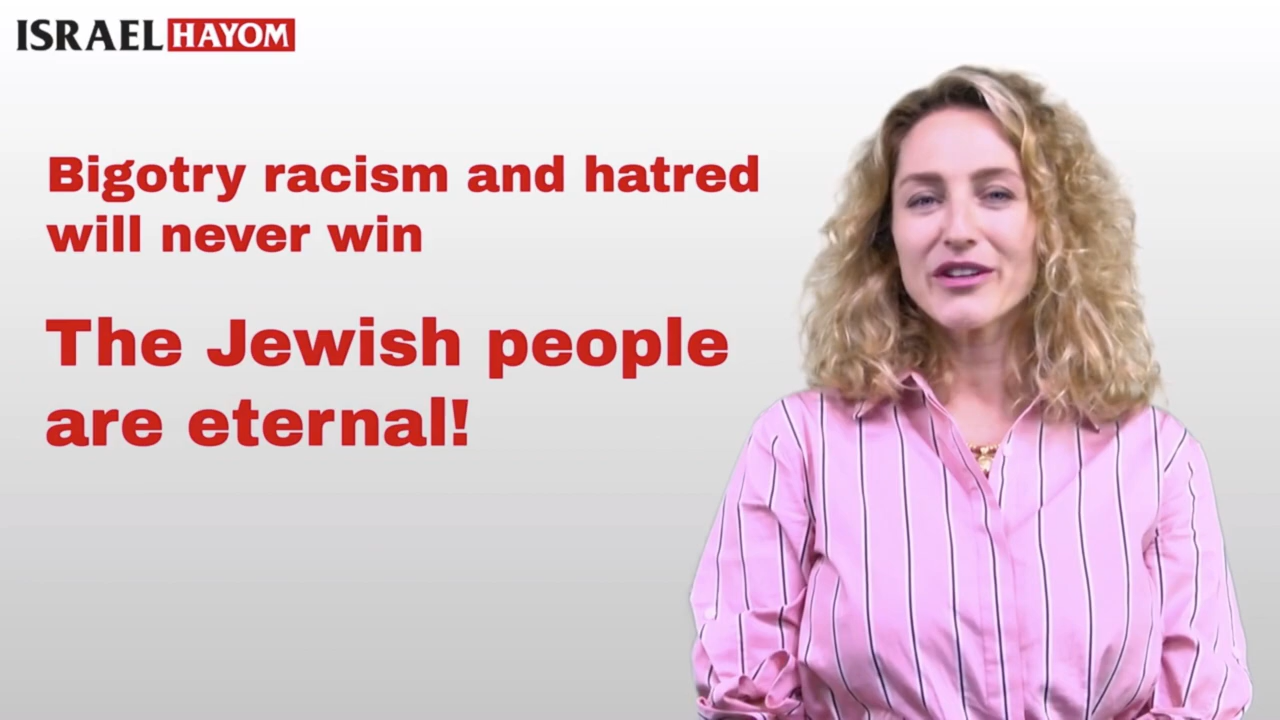 ISRAEL HAYOM
Bigotry racism and hatred
will never win
The Jewish people
are eternal!